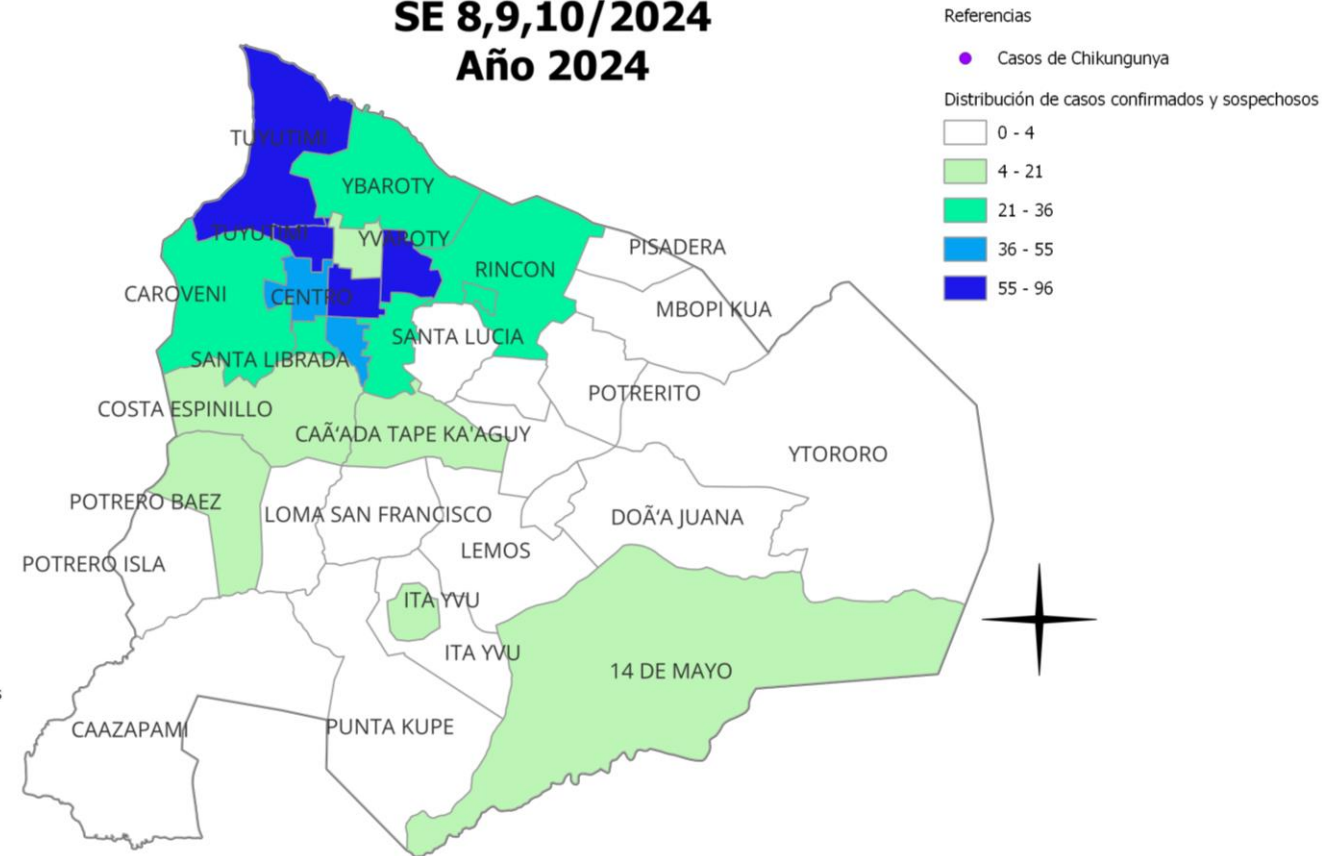 SE 8,9,10/2024
Año 2024
Referencias
Casos de Chikungunya
Distribución de casos confirmados y sospechosos
0 - 4
4 - 21
21 - 36
36 - 55
55 - 96
TUYUTIMI
YBAROTY
TUYUTIMI
YVAROTY
PISADERA
RINCON
CAROVENI
CENTRO
MBOPI KUA
SANTA LUCIA
SANTA LIBRADA
POTRERITO
COSTA ESPINILLO
CAÃ‘ADA TAPE KA'AGUY
YTORORO
POTRERO BAEZ
LOMA SAN FRANCISCO
DOÃ‘A JUANA
LEMOS
POTRERO ISLA
ITA YVU
ITA YVU
14 DE MAYO
CAAZAPAMI
PUNTA KUPE